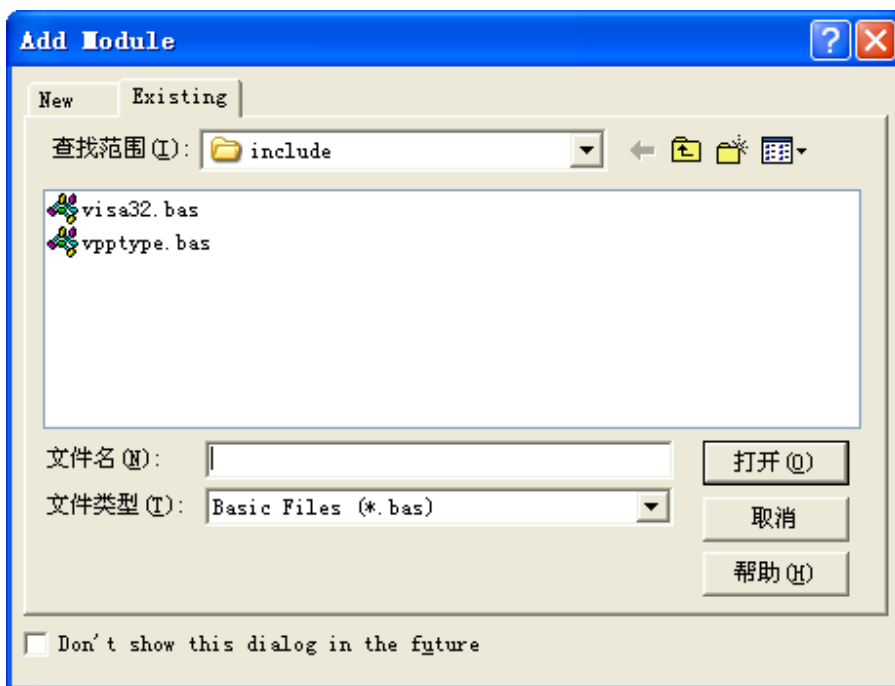 Add Module
New Existing
查找范围(I): include
visa32.bas
vpptype.bas
文件名(N): 打开(O)
文件类型(T): Basic Files (*.bas)
取消
帮助(H)
Don't show this dialog in the future